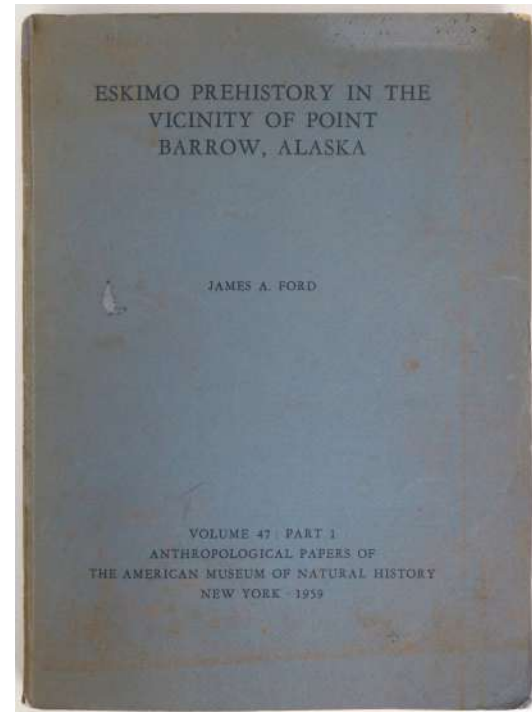 ESKIMO PREHISTORY IN THE
VICINITY OF POINT
BARROW, ALASKA
JAMES A. FORD
VOLUME 47 : PART 1
ANTHROPOLOGICAL PAPERS OF
THE AMERICAN MUSEUM OF NATURAL HISTORY
NEW YORK · 1959